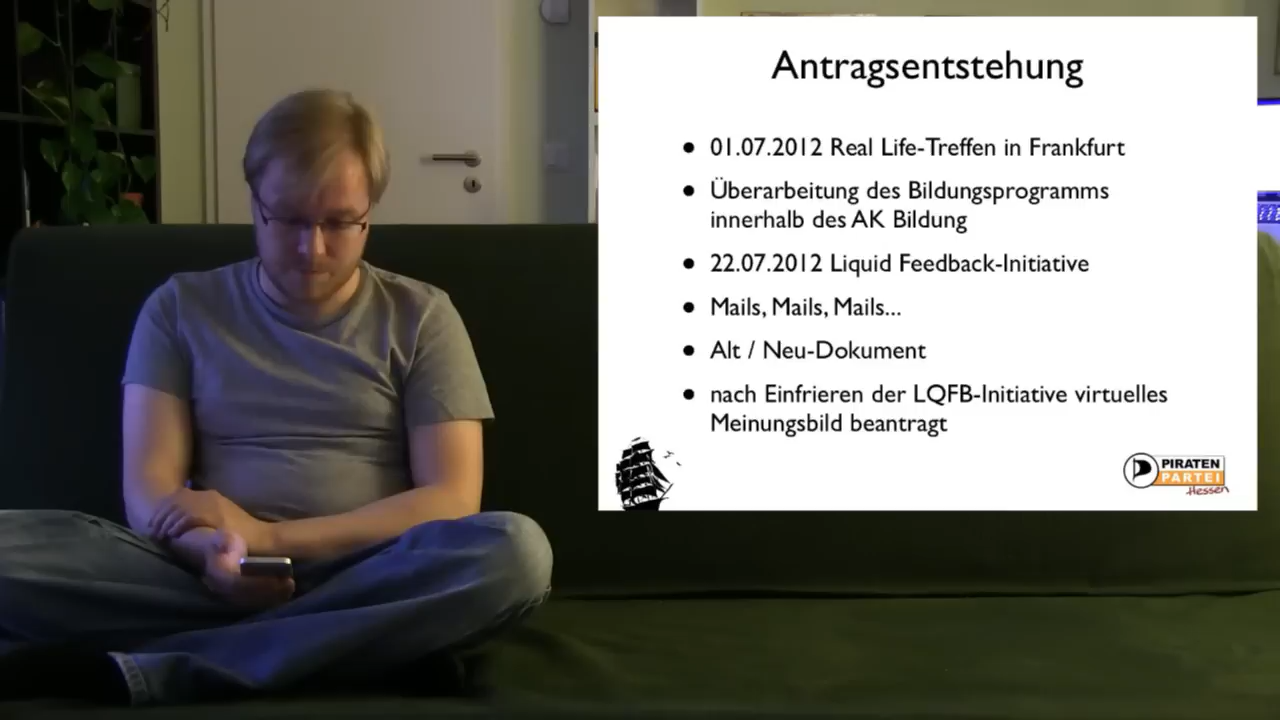 Antragsentstehung
01.07.2012 Real Life-Treffen in Frankfurt
Überarbeitung des Bildungsprogramms
innerhalb des AK Bildung
22.07.2012 Liquid Feedback-Initiative
Mails, Mails, Mails...
Alt / Neu-Dokument
nach Einfrieren der LQFB-Initiative virtuelles
Meinungsbild beantragt
PIRATEN
PARTEI
Hessen